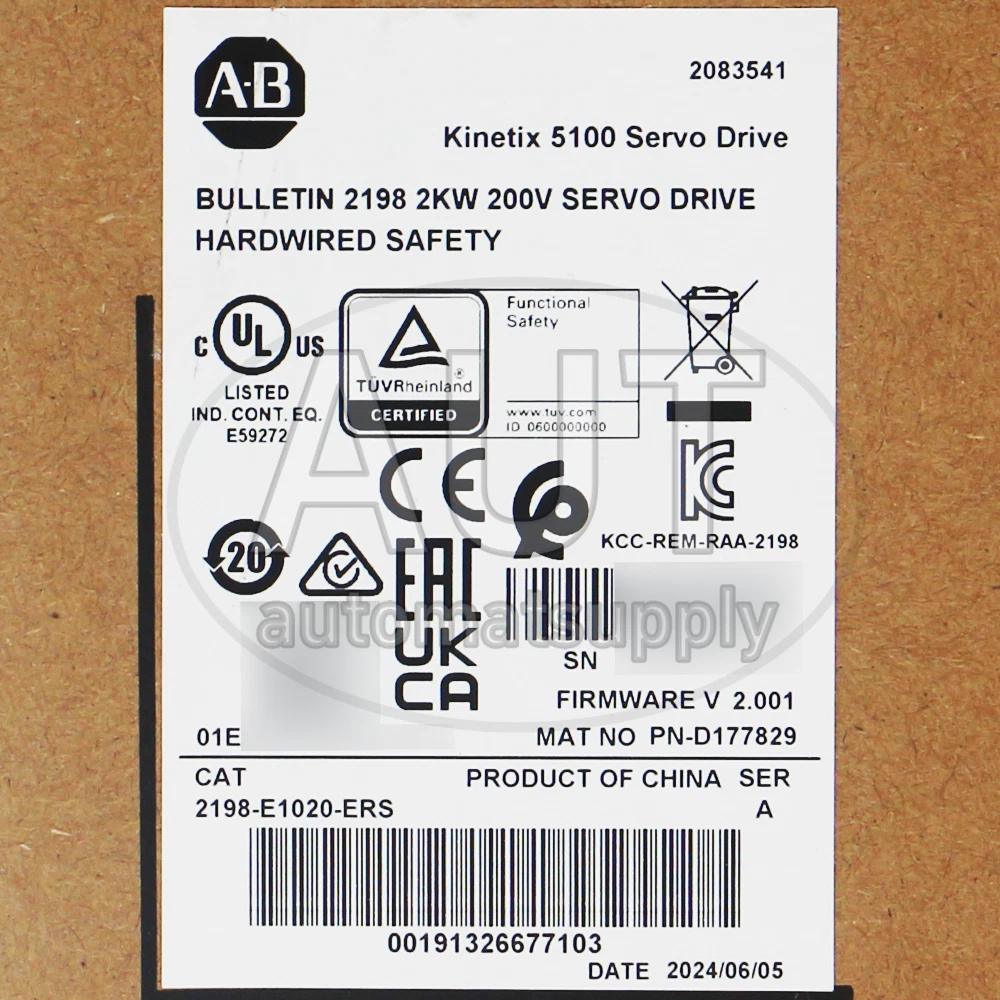 A-B
2083541
Kinetix 5100 Servo Drive
BULLETIN 2198 2KW 200V SERVO DRIVE
HARDWIRED SAFETY
C UL US
LISTED
IND. CONT. EQ.
E59272
TÜVRheinland®
CERTIFIED
Functional
Safety
www.tuv.com
ID 0600000000
CE
KC
KCC-REM-RAA-2198
20
EAC
UK
CA
AUT
automatsupply
SN
FIRMWARE V 2.001
01E
MAT NO PN-D177829
CAT
PRODUCT OF CHINA SER
2198-E1020-ERS
A
00191326677103
DATE 2024/06/05